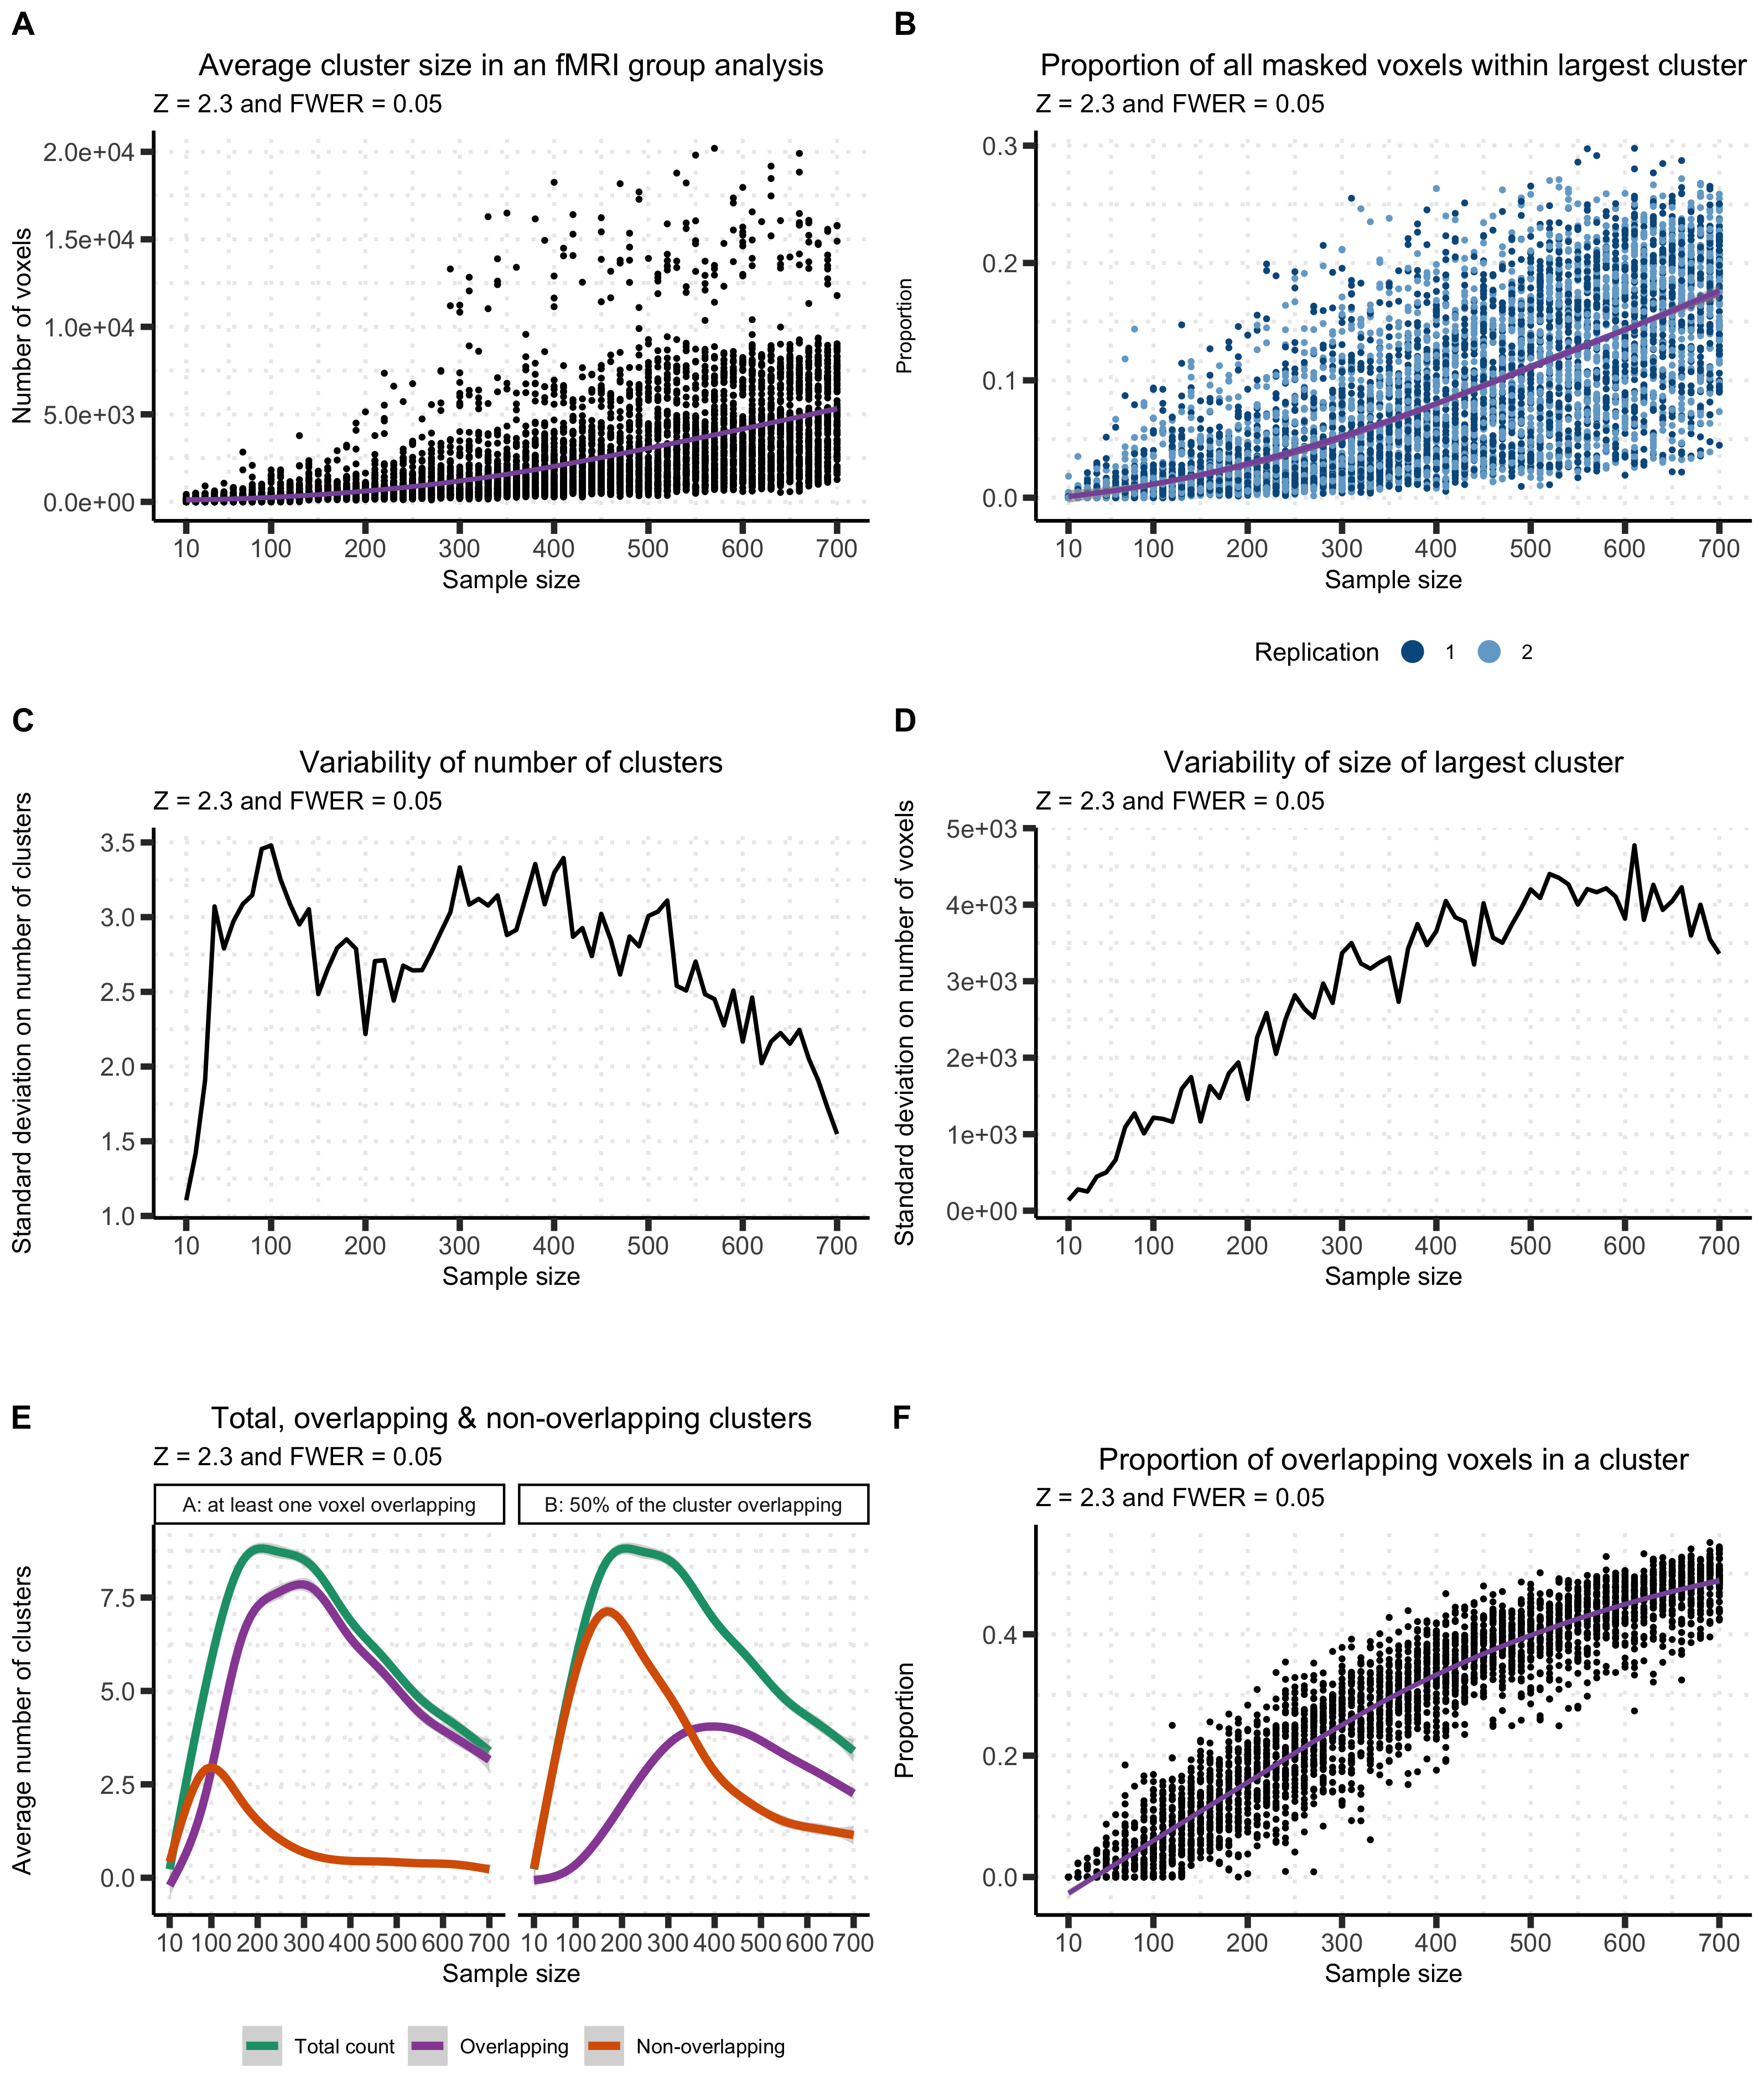 A
Average cluster size in an fMRI group analysis
Z = 2.3 and FWER = 0.05
Number of voxels
2.0e+04
1.5e+04
1.0e+04
5.0e+03
0.0e+00
10 100 200 300 400 500 600 700
Sample size
B
Proportion of all masked voxels within largest cluster
Z = 2.3 and FWER = 0.05
Proportion
0.3
0.2
0.1
0.0
10 100 200 300 400 500 600 700
Sample size
Replication 1 2
C
Variability of number of clusters
Z = 2.3 and FWER = 0.05
Standard deviation on number of clusters
3.5
3.0
2.5
2.0
1.5
1.0
10 100 200 300 400 500 600 700
Sample size
D
Variability of size of largest cluster
Z = 2.3 and FWER = 0.05
Standard deviation on number of voxels
5e+03
4e+03
3e+03
2e+03
1e+03
0e+00
10 100 200 300 400 500 600 700
Sample size
E
Total, overlapping & non-overlapping clusters
Z = 2.3 and FWER = 0.05
A: at least one voxel overlapping
B: 50% of the cluster overlapping
Average number of clusters
7.5
5.0
2.5
0.0
10 100 200 300 400 500 600 700
10 100 200 300 400 500 600 700
Sample size
Total count Overlapping Non-overlapping
F
Proportion of overlapping voxels in a cluster
Z = 2.3 and FWER = 0.05
Proportion
0.4
0.2
0.0
10 100 200 300 400 500 600 700
Sample size